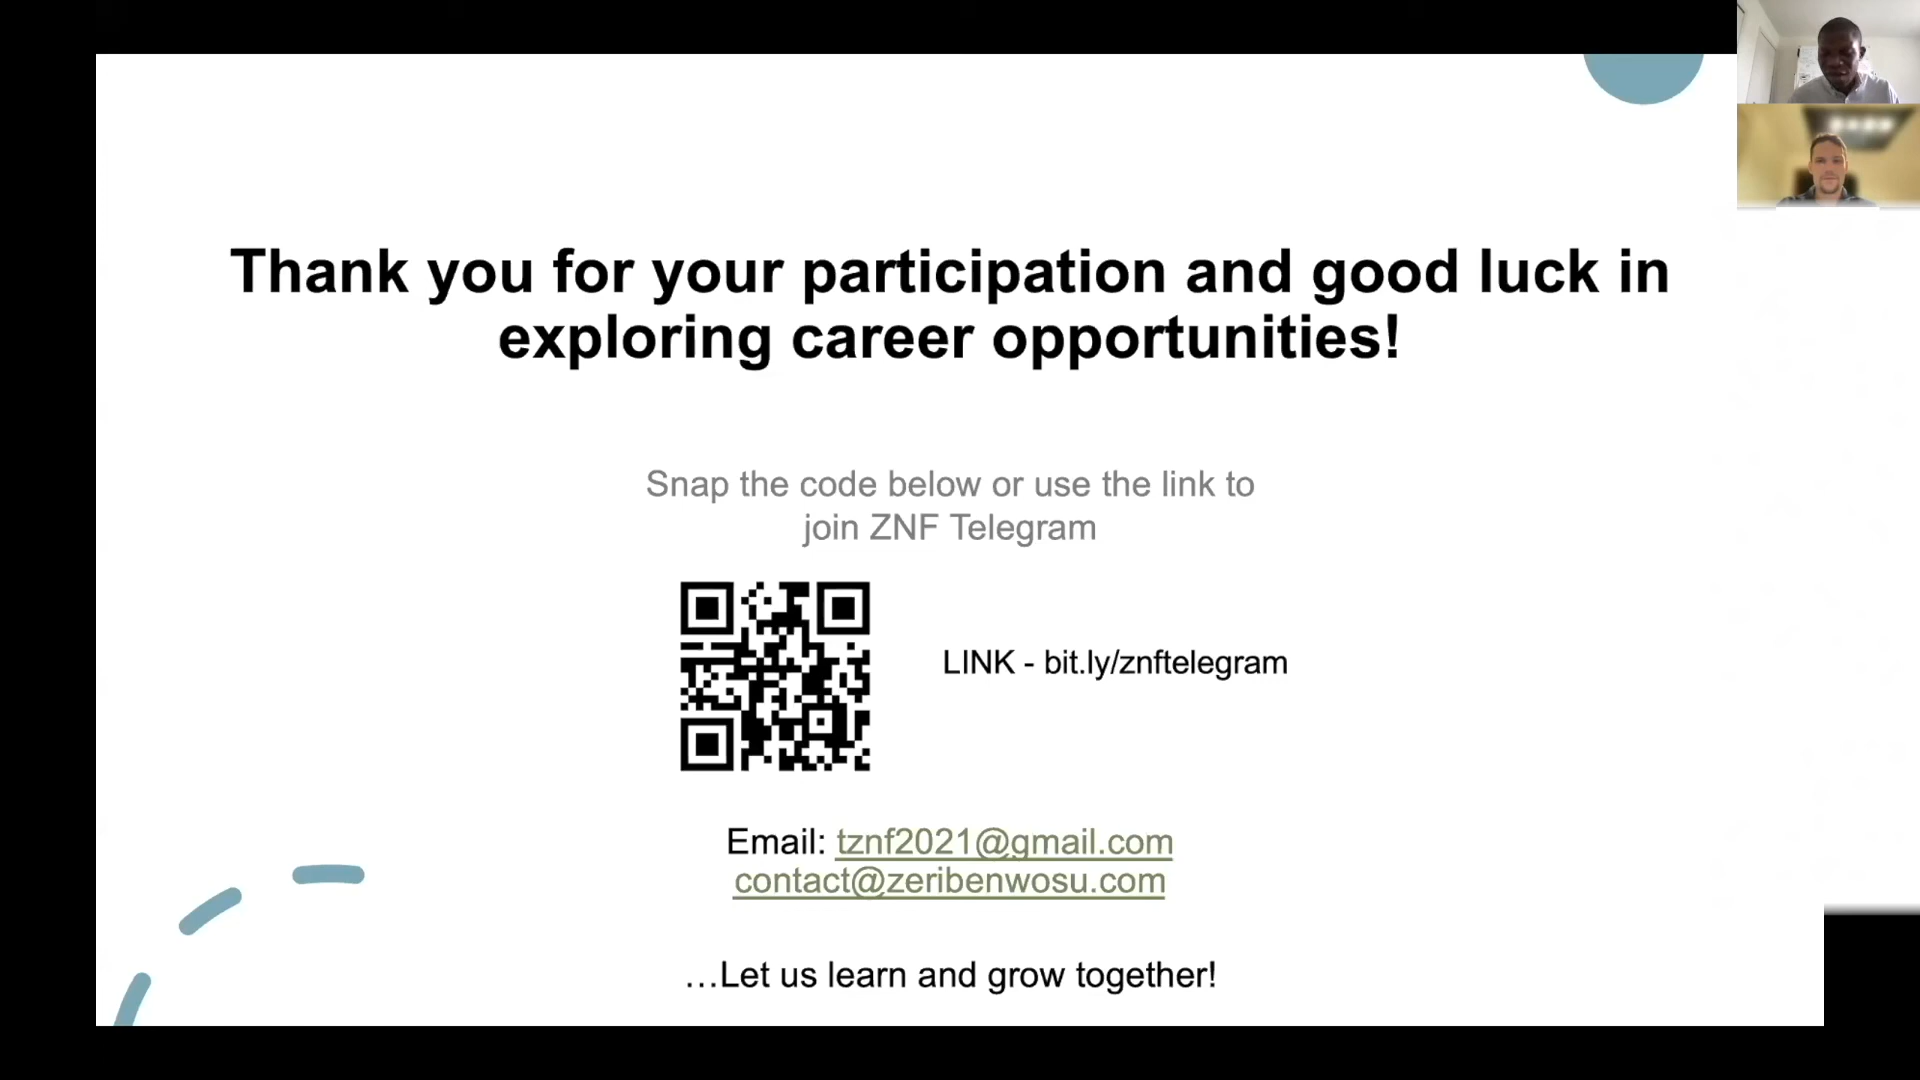 Thank you for your participation and good luck in
exploring career opportunities!
Snap the code below or use the link to
join ZNF Telegram
LINK - bit.ly/znftelegram
Email: tznf2021@gmail.com
contact@zeribenwosu.com
…Let us learn and grow together!